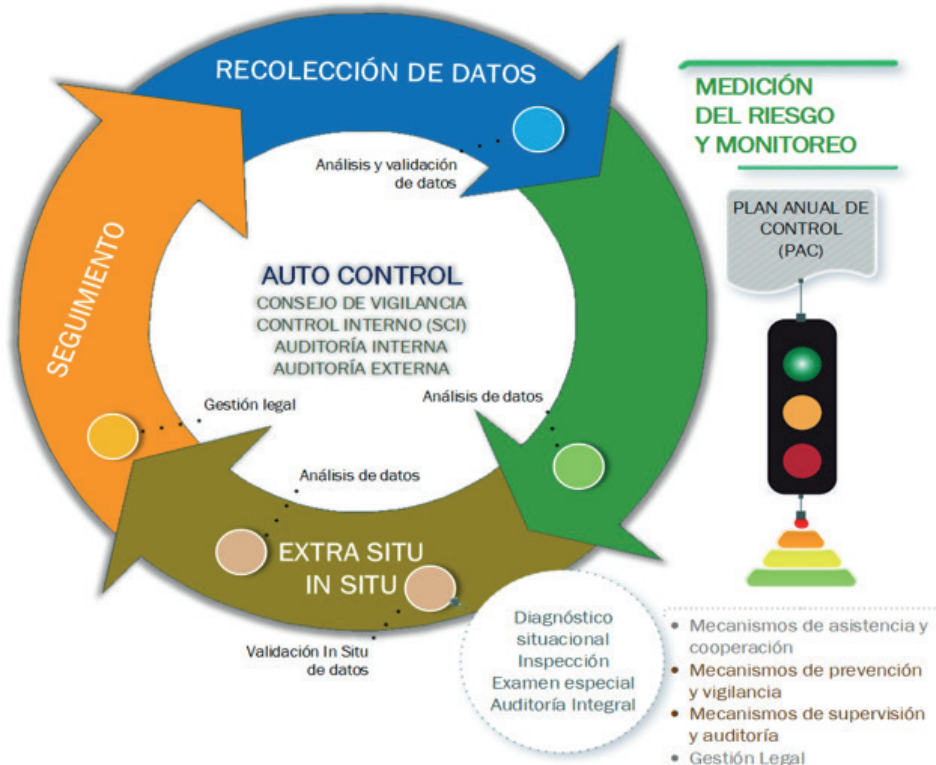 RECOLECCIÓN DE DATOS
Análisis y validación
de datos
MEDICIÓN
DEL RIESGO
Y MONITOREO
PLAN ANUAL DE
CONTROL
(PAC)
SEGUIMIENTO
AUTO CONTROL
CONSEJO DE VIGILANCIA
CONTROL INTERNO (SCI)
AUDITORÍA INTERNA
AUDITORÍA EXTERNA
Gestión legal
Análisis de datos
Análisis de datos
EXTRA SITU
IN SITU
Validación In Situ
de datos
Diagnóstico
situacional
Inspección
Examen especial
Auditoría Integral
• Mecanismos de asistencia y
cooperación
• Mecanismos de prevención
y vigilancia
• Mecanismos de supervisión
y auditoría
• Gestión Legal